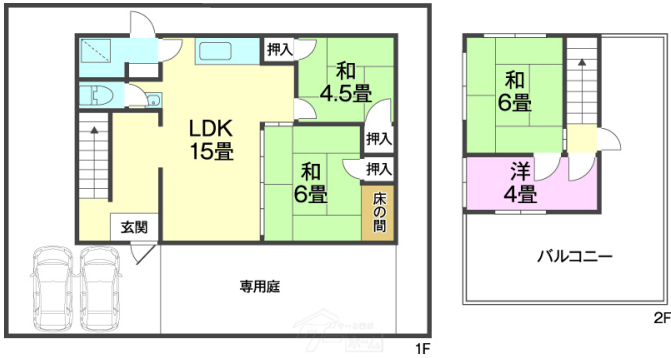 押入
和
4.5畳
LDK
15畳
押入
和
6畳
押入
床の間
玄関
専用庭
1F
和
6畳
洋
4畳
バルコニー
2F